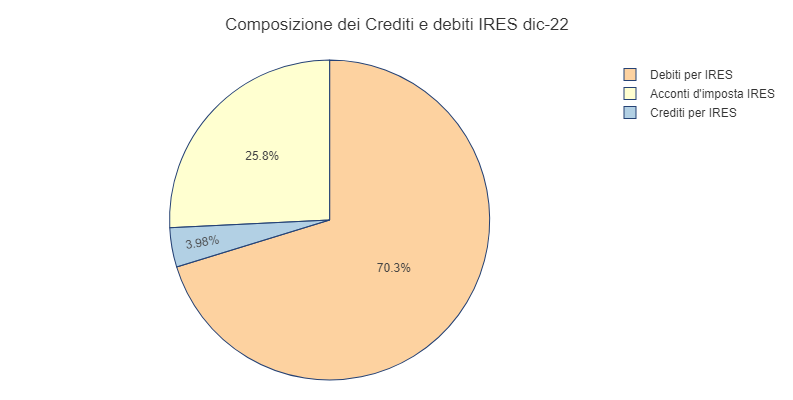 Composizione dei Crediti e debiti IRES dic-22
Debiti per IRES
Acconti d'imposta IRES
Crediti per IRES
25.8%
3.98%
70.3%